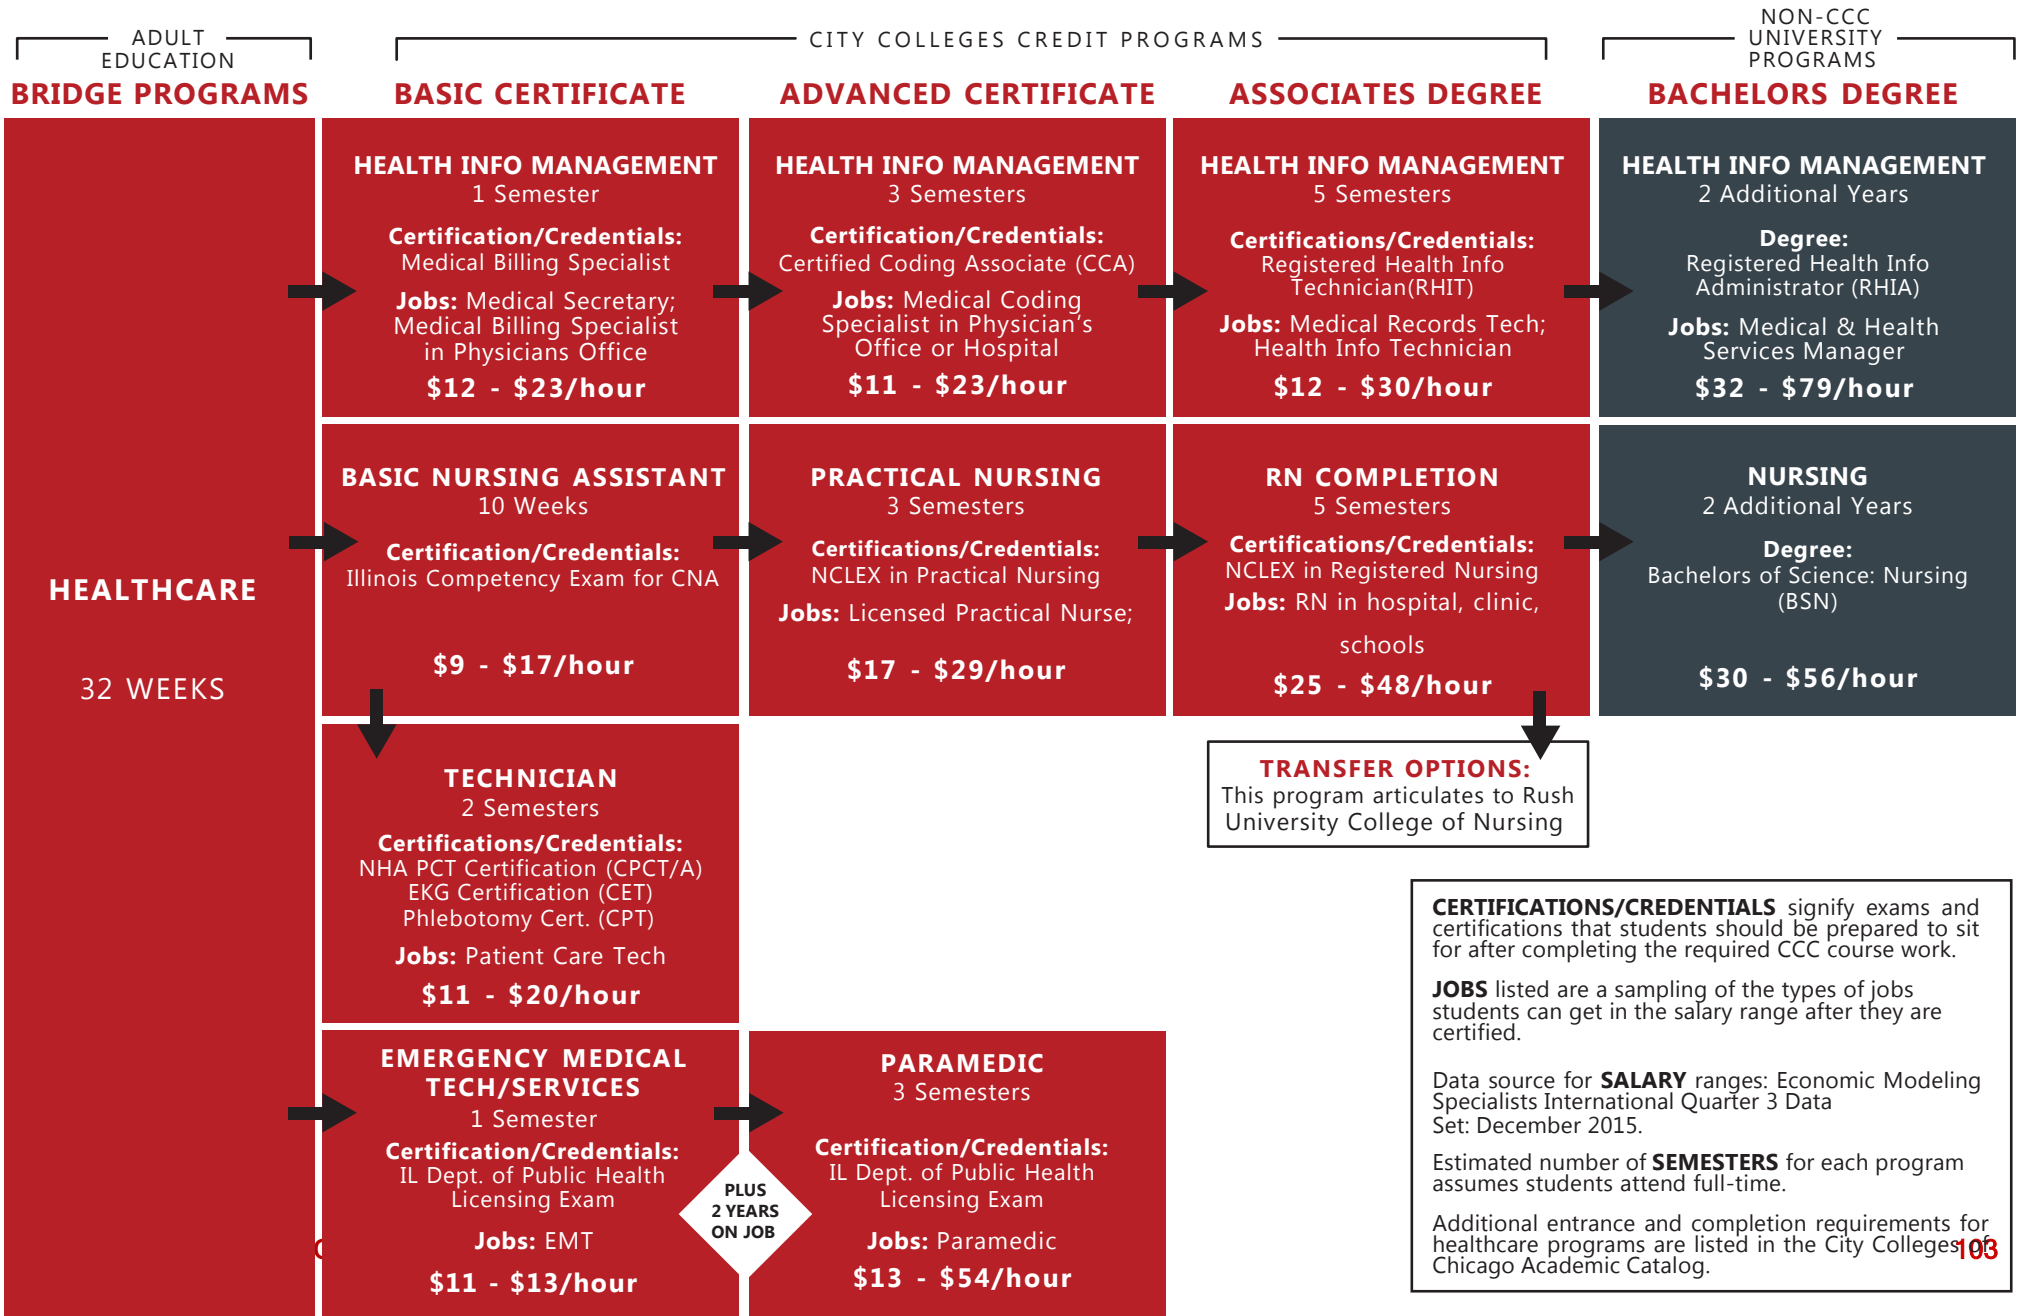 ADULT
EDUCATION
CITY COLLEGES CREDIT PROGRAMS
NON-CCC
UNIVERSITY
PROGRAMS
BRIDGE PROGRAMS
BASIC CERTIFICATE
ADVANCED CERTIFICATE
ASSOCIATES DEGREE
BACHELORS DEGREE
HEALTHCARE
32 WEEKS
HEALTH INFO MANAGEMENT
1 Semester
Certification/Credentials:
Medical Billing Specialist
Jobs: Medical Secretary;
Medical Billing Specialist
in Physicians Office
$12 - $23/hour
HEALTH INFO MANAGEMENT
3 Semesters
Certification/Credentials:
Certified Coding Associate (CCA)
Jobs: Medical Coding
Specialist in Physician's
Office or Hospital
$11 - $23/hour
HEALTH INFO MANAGEMENT
5 Semesters
Certifications/Credentials:
Registered Health Info
Technician(RHIT)
Jobs: Medical Records Tech;
Health Info Technician
$12 - $30/hour
HEALTH INFO MANAGEMENT
2 Additional Years
Degree:
Registered Health Info
Administrator (RHIA)
Jobs: Medical & Health
Services Manager
$32 - $79/hour
BASIC NURSING ASSISTANT
10 Weeks
Certification/Credentials:
Illinois Competency Exam for CNA
$9 - $17/hour
PRACTICAL NURSING
3 Semesters
Certifications/Credentials:
NCLEX in Practical Nursing
Jobs: Licensed Practical Nurse;
$17 - $29/hour
RN COMPLETION
5 Semesters
Certifications/Credentials:
NCLEX in Registered Nursing
Jobs: RN in hospital, clinic,
schools
$25 - $48/hour
NURSING
2 Additional Years
Degree:
Bachelors of Science: Nursing
(BSN)
$30 - $56/hour
TECHNICIAN
2 Semesters
Certifications/Credentials:
NHA PCT Certification (CPCT/A)
EKG Certification (CET)
Phlebotomy Cert. (CPT)
Jobs: Patient Care Tech
$11 - $20/hour
TRANSFER OPTIONS:
This program articulates to Rush
University College of Nursing
EMERGENCY MEDICAL
TECH/SERVICES
1 Semester
Certification/Credentials:
IL Dept. of Public Health
Licensing Exam
Jobs: EMT
$11 - $13/hour
PLUS
2 YEARS
ON JOB
PARAMEDIC
3 Semesters
Certification/Credentials:
IL Dept. of Public Health
Licensing Exam
Jobs: Paramedic
$13 - $54/hour
CERTIFICATIONS/CREDENTIALS signify exams and
certifications that students should be prepared to sit
for after completing the required CCC course work.
JOBS listed are a sampling of the types of jobs
students can get in the salary range after they are
certified.
Data source for SALARY ranges: Economic Modeling
Specialists International Quarter 3 Data
Set: December 2015.
Estimated number of SEMESTERS for each program
assumes students attend full-time.
Additional entrance and completion requirements for
healthcare programs are listed in the City Colleges of
Chicago Academic Catalog.
103